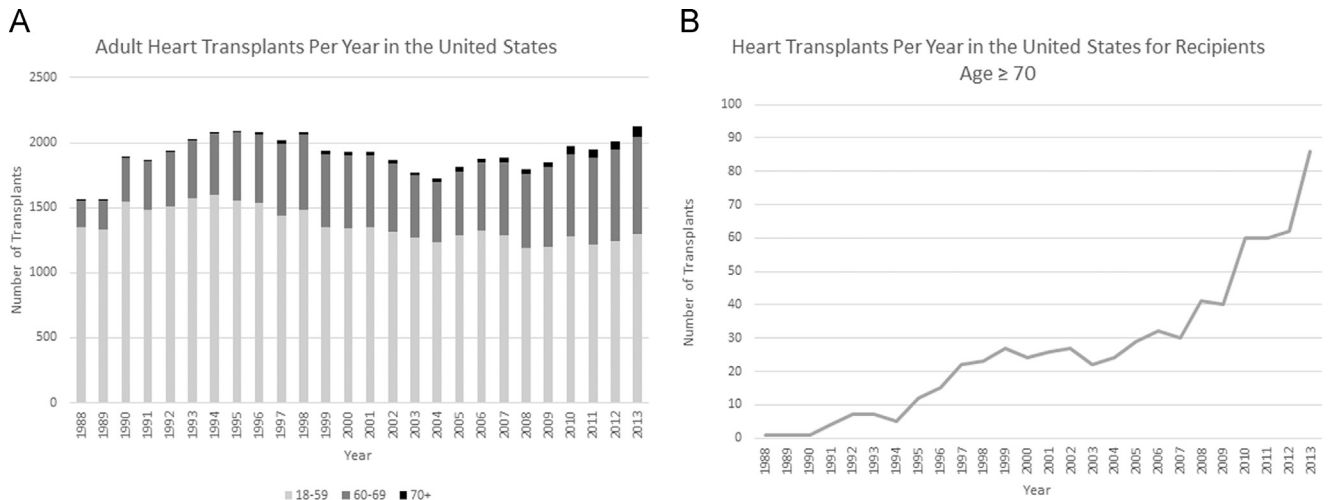 A
Adult Heart Transplants Per Year in the United States
2500
2000
1500
1000
500
0
Number of Transplants
1988 1989 1990 1991 1992 1993 1994 1995 1996 1997 1998 1999 2000 2001 2002 2003 2004 2005 2006 2007 2008 2009 2010 2011 2012 2013
Year
18-59 60-69 70+
B
Heart Transplants Per Year in the United States for Recipients
Age ≥ 70
100
90
80
70
60
50
40
30
20
10
0
Number of Transplants
1988 1989 1990 1991 1992 1993 1994 1995 1996 1997 1998 1999 2000 2001 2002 2003 2004 2005 2006 2007 2008 2009 2010 2011 2012 2013
Year